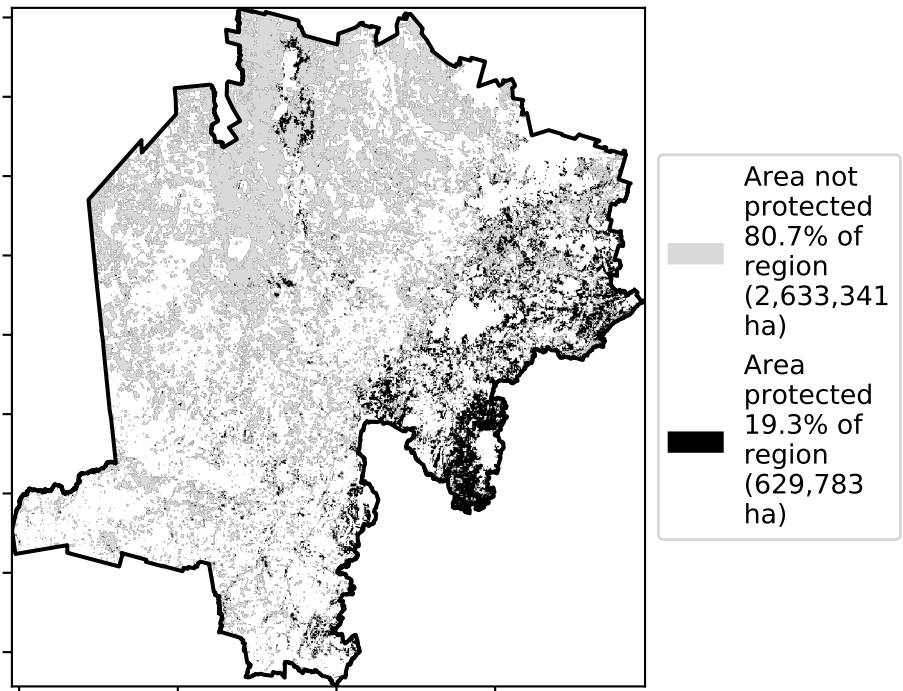 Area not
protected
80.7% of
region
(2,633,341
ha)
Area
protected
19.3% of
region
(629,783
ha)